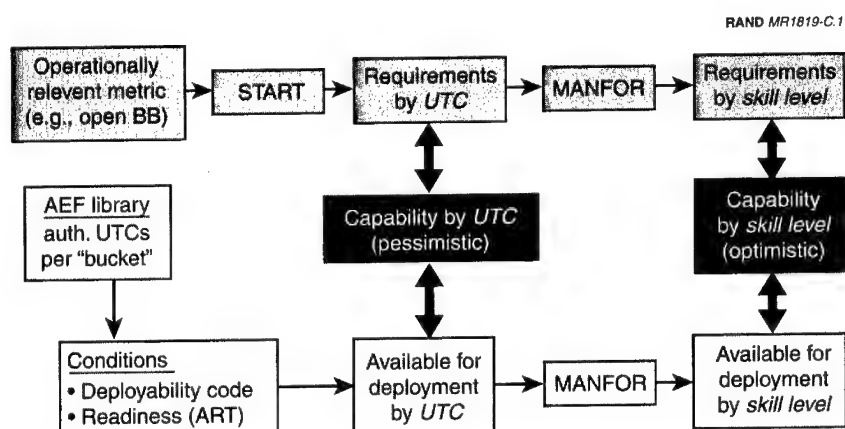 RAND MR1819-C.1
Operationally
relevent metric
(e.g., open BB)
START
Requirements
by UTC
MANFOR
Requirements
by skill level
AEF library
auth. UTCs
per "bucket"
Capability by UTC
(pessimistic)
Capability
by skill level
(optimistic)
Conditions
• Deployability code
• Readiness (ART)
Available for
deployment
by UTC
MANFOR
Available for
deployment
by skill level